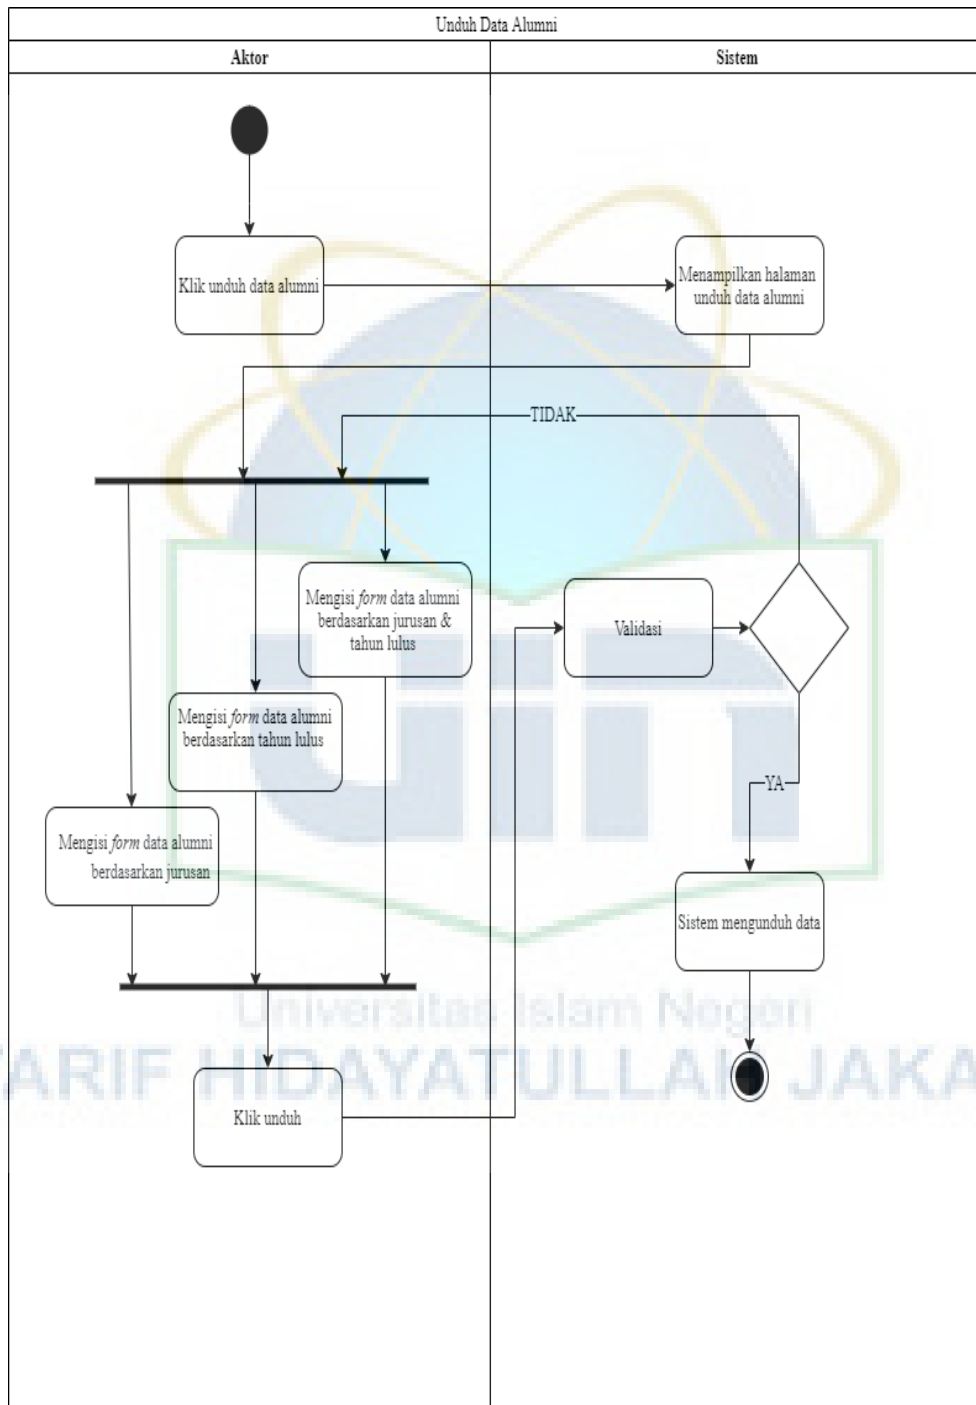 Unduh Data Alumni
Aktor
Sistem
Klik unduh data alumni
Menampilkan halaman
unduh data alumni
TIDAK
Mengisi form data alumni
berdasarkan jurusan &
tahun lulus
Validasi
Mengisi form data alumni
berdasarkan tahun lulus
YA
Mengisi form data alumni
berdasarkan jurusan
Sistem mengunduh data
Klik unduh
uin
Universitas Islam Negeri
ARIF HIDAYATULLAH JAKA